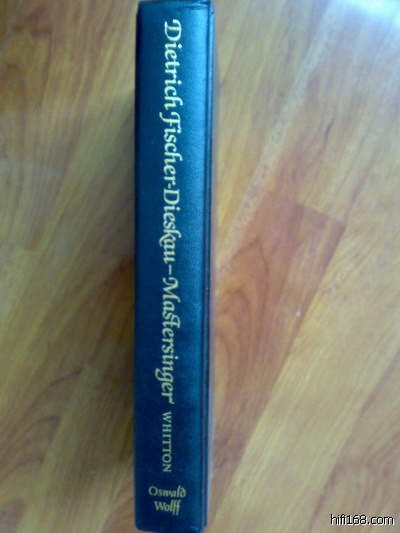 Dietrich Fischer-Dieskau–Mastersinger WHITTON
Oswald
Wolff
hifi168.com